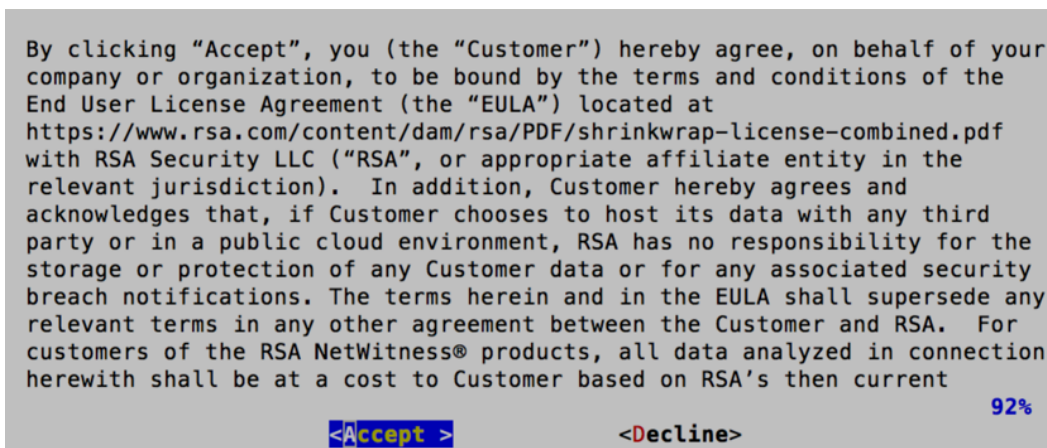 By clicking “Accept”, you (the “Customer”) hereby agree, on behalf of your
company or organization, to be bound by the terms and conditions of the
End User License Agreement (the “EULA”) located at
https://www.rsa.com/content/dam/rsa/PDF/shrinkwrap-license-combined.pdf
with RSA Security LLC (“RSA”, or appropriate affiliate entity in the
relevant jurisdiction).  In addition, Customer hereby agrees and
acknowledges that, if Customer chooses to host its data with any third
party or in a public cloud environment, RSA has no responsibility for the
storage or protection of any Customer data or for any associated security
breach notifications. The terms herein and in the EULA shall supersede any
relevant terms in any other agreement between the Customer and RSA.  For
customers of the RSA NetWitness® products, all data analyzed in connection
herewith shall be at a cost to Customer based on RSA’s then current
92%
<Accept > <Decline>